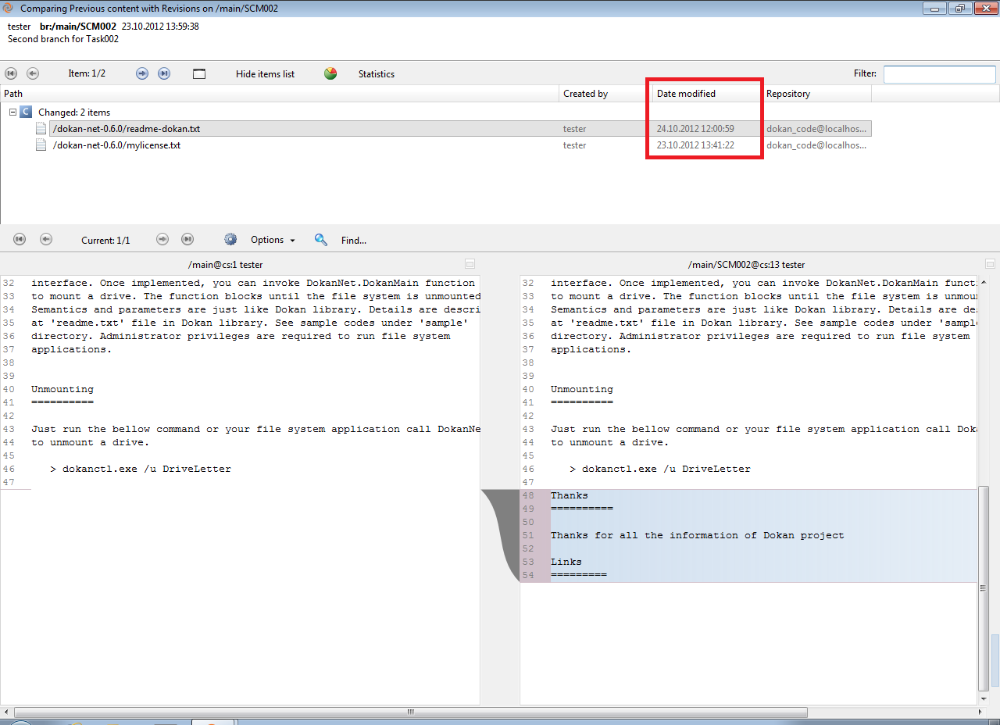 Comparing Previous content with Revisions on /main/SCM002
tester br:/main/SCM002 23.10.2012 13:59:38
Second branch for Task002
Item: 1/2 Hide items list Statistics Filter:
Path Created by Date modified Repository
C Changed: 2 items
/dokan-net-0.6.0/readme-dokan.txt tester 24.10.2012 12:00:59 dokan_code@localhos...
/dokan-net-0.6.0/mylicense.txt tester 23.10.2012 13:41:22 dokan_code@localhos...
Current: 1/1 Options Find...
/main@cs:1 tester
32 interface. Once implemented, you can invoke DokanNet.DokanMain function
33 to mount a drive. The function blocks until the file system is unmounted
34 Semantics and parameters are just like Dokan library. Details are descri
35 at 'readme.txt' file in Dokan library. See sample codes under 'sample'
36 directory. Administrator privileges are required to run file system
37 applications.
38
39
40 Unmounting
41 ==========
42
43 Just run the bellow command or your file system application call DokanNe
44 to unmount a drive.
45
46 > dokanctl.exe /u DriveLetter
47
/main/SCM002@cs:13 tester
32 interface. Once implemented, you can invoke DokanNet.DokanMain functi
33 to mount a drive. The function blocks until the file system is unmou
34 Semantics and parameters are just like Dokan library. Details are des
35 at 'readme.txt' file in Dokan library. See sample codes under 'sampl
36 directory. Administrator privileges are required to run file system
37 applications.
38
39
40 Unmounting
41 ==========
42
43 Just run the bellow command or your file system application call Dok
44 to unmount a drive.
45
46 > dokanctl.exe /u DriveLetter
47
48 Thanks
49 ==========
50
51 Thanks for all the information of Dokan project
52
53 Links
54 =========